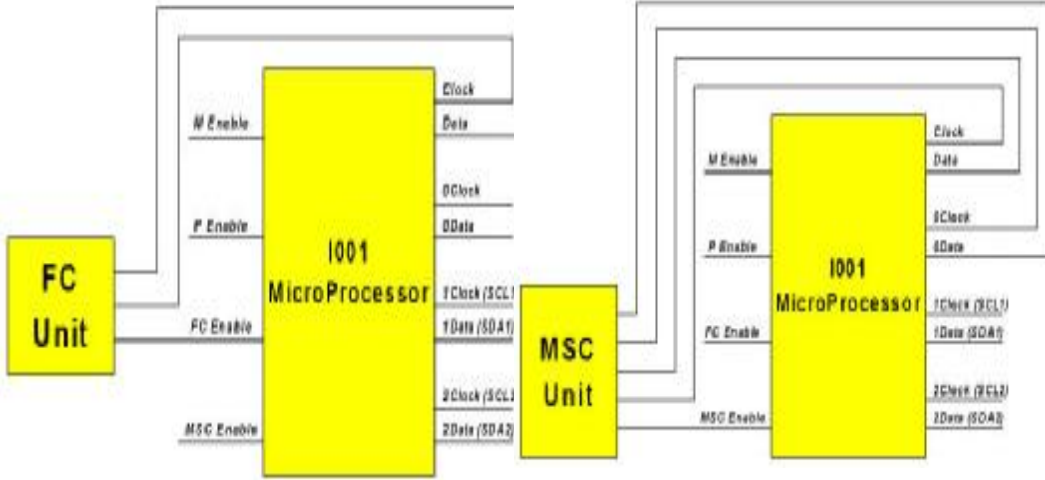 Clock
M Enable
Data
0Clock
P Enable
0Data
FC
Unit
I001
MicroProcessor
1Clock (SCL1
FC Enable
1Data (SDA1)
2Clock (SCL2
MSC Enable
2Data (SDA2)
Clock
M Enable
Data
0Clock
P Enable
0Data
I001
MicroProcessor
1Clock (SCL1)
FC Enable
1Data (SDA1)
MSC
Unit
2Clock (SCL2)
MSC Enable
2Data (SDA2)